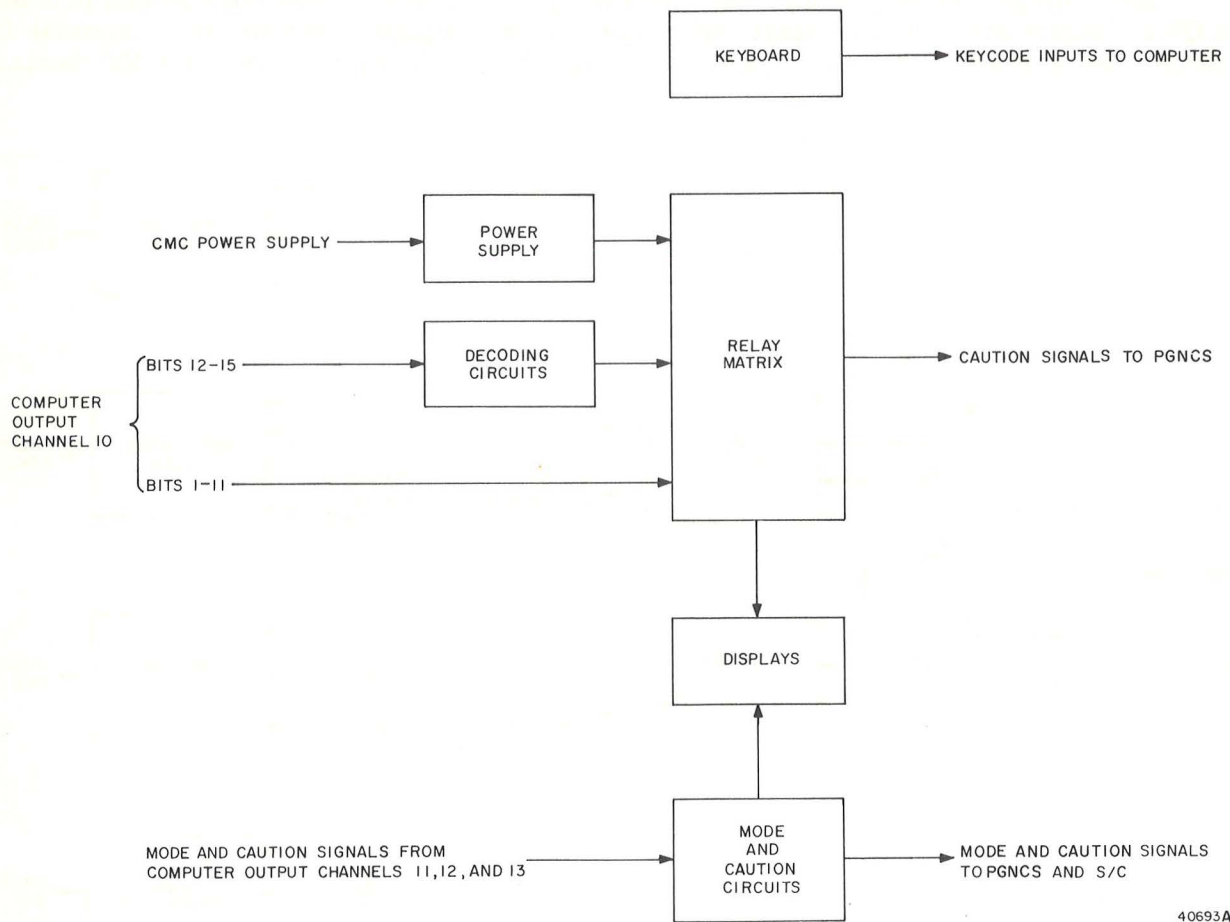 KEYBOARD
KEYCODE INPUTS TO COMPUTER
CMC POWER SUPPLY
POWER
SUPPLY
BITS 12-15
DECODING
CIRCUITS
RELAY
MATRIX
CAUTION SIGNALS TO PGNCS
COMPUTER
OUTPUT
CHANNEL 10
BITS 1-11
DISPLAYS
MODE AND CAUTION SIGNALS FROM
COMPUTER OUTPUT CHANNELS 11, 12, AND 13
MODE
AND
CAUTION
CIRCUITS
MODE AND CAUTION SIGNALS
TO PGNCS AND S/C
40693A